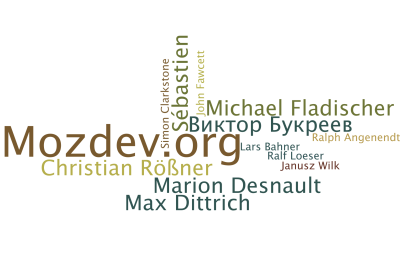 Simon Clarkstone
Sébastien
John Fawcett
Michael Fladischer
Виктор Букреев
Ralph Angenendt
Mozdev.org
Lars Bahner
Ralf Loeser
Christian Rößner
Janusz Wilk
Marion Desnault
Max Dittrich